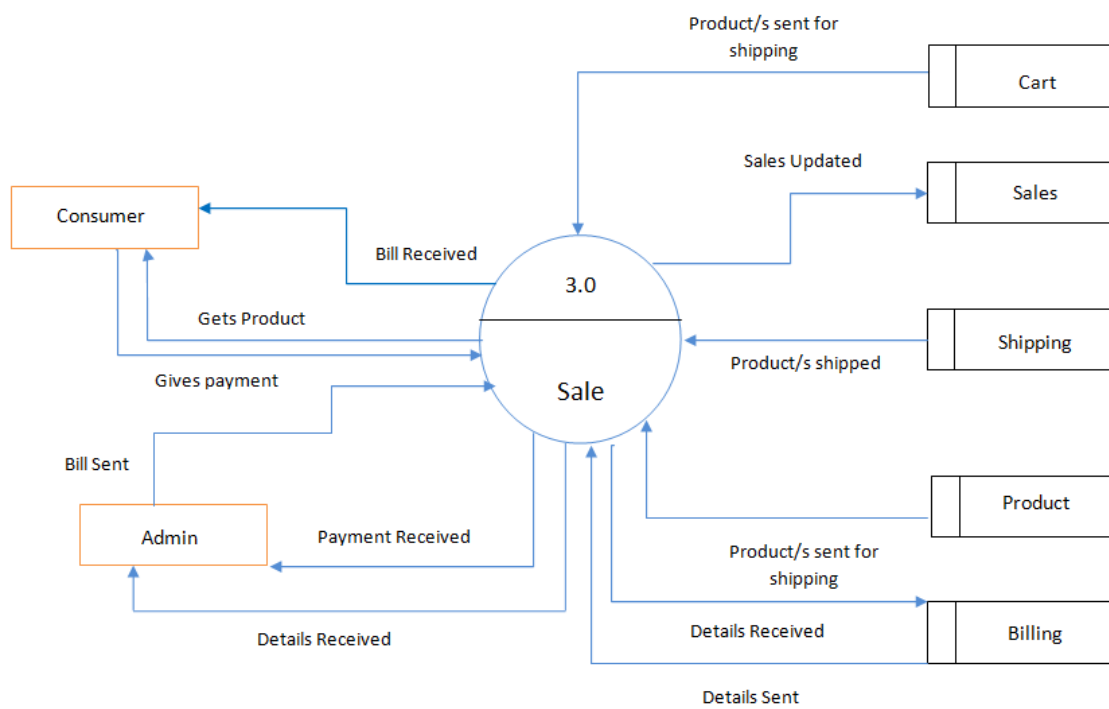 Product/s sent for
shipping
Cart
Sales Updated
Sales
Consumer
Bill Received
3.0
Gets Product
Shipping
Product/s shipped
Gives payment
Sale
Bill Sent
Product
Admin
Payment Received
Product/s sent for
shipping
Details Received
Details Received
Billing
Details Sent